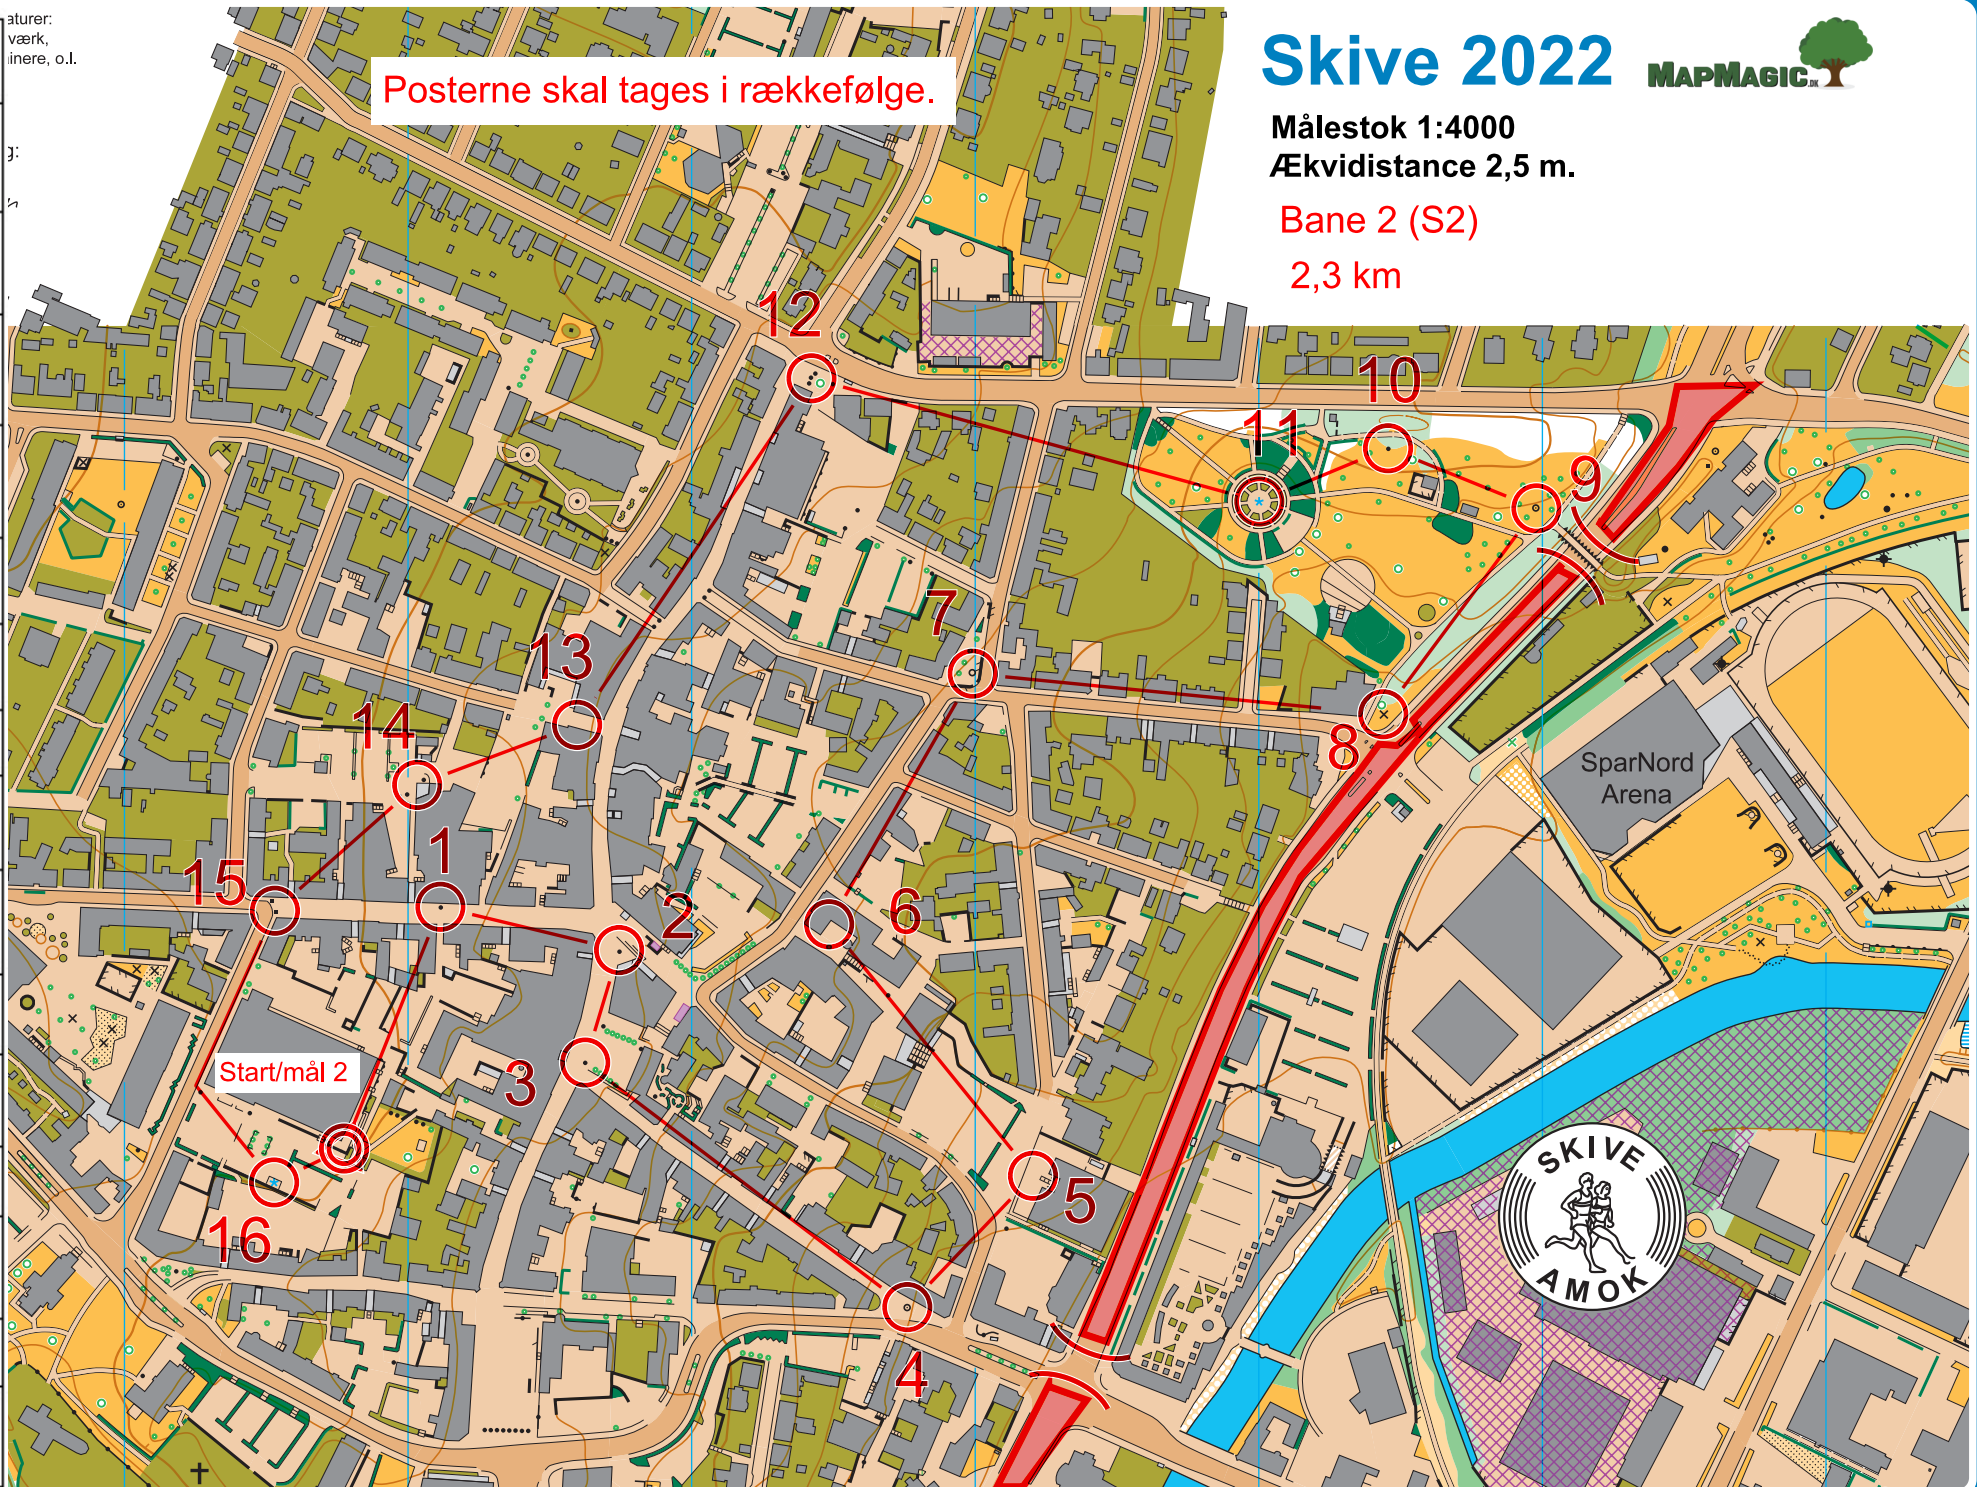 aturer:
værk,
inere, o.l.
g:
Posterne skal tages i rækkefølge.
Skive 2022
MAPMAGIC.DK
Målestok 1:4000
Ækvidistance 2,5 m.
Bane 2 (S2)
2,3 km
12
10
11
9
7
13
14
8
SparNord
Arena
1
15
2
6
Start/mål 2
3
5
16
4
SKIVE
AMOK